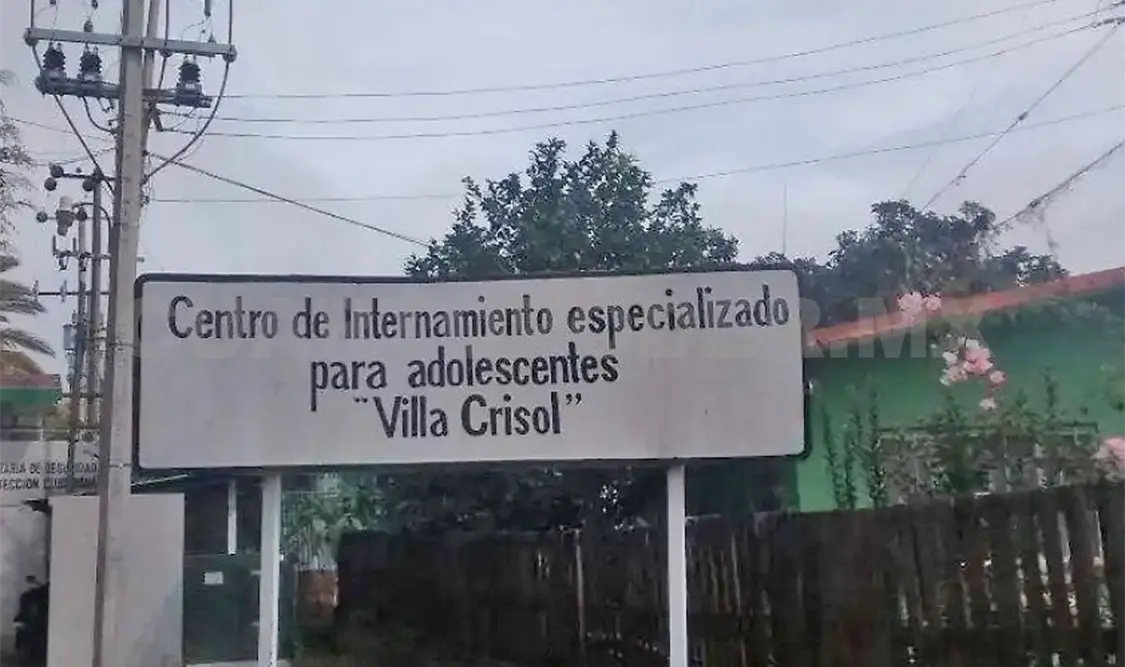 Centro de Internamiento especializado
para adolescentes
"Villa Crisol"